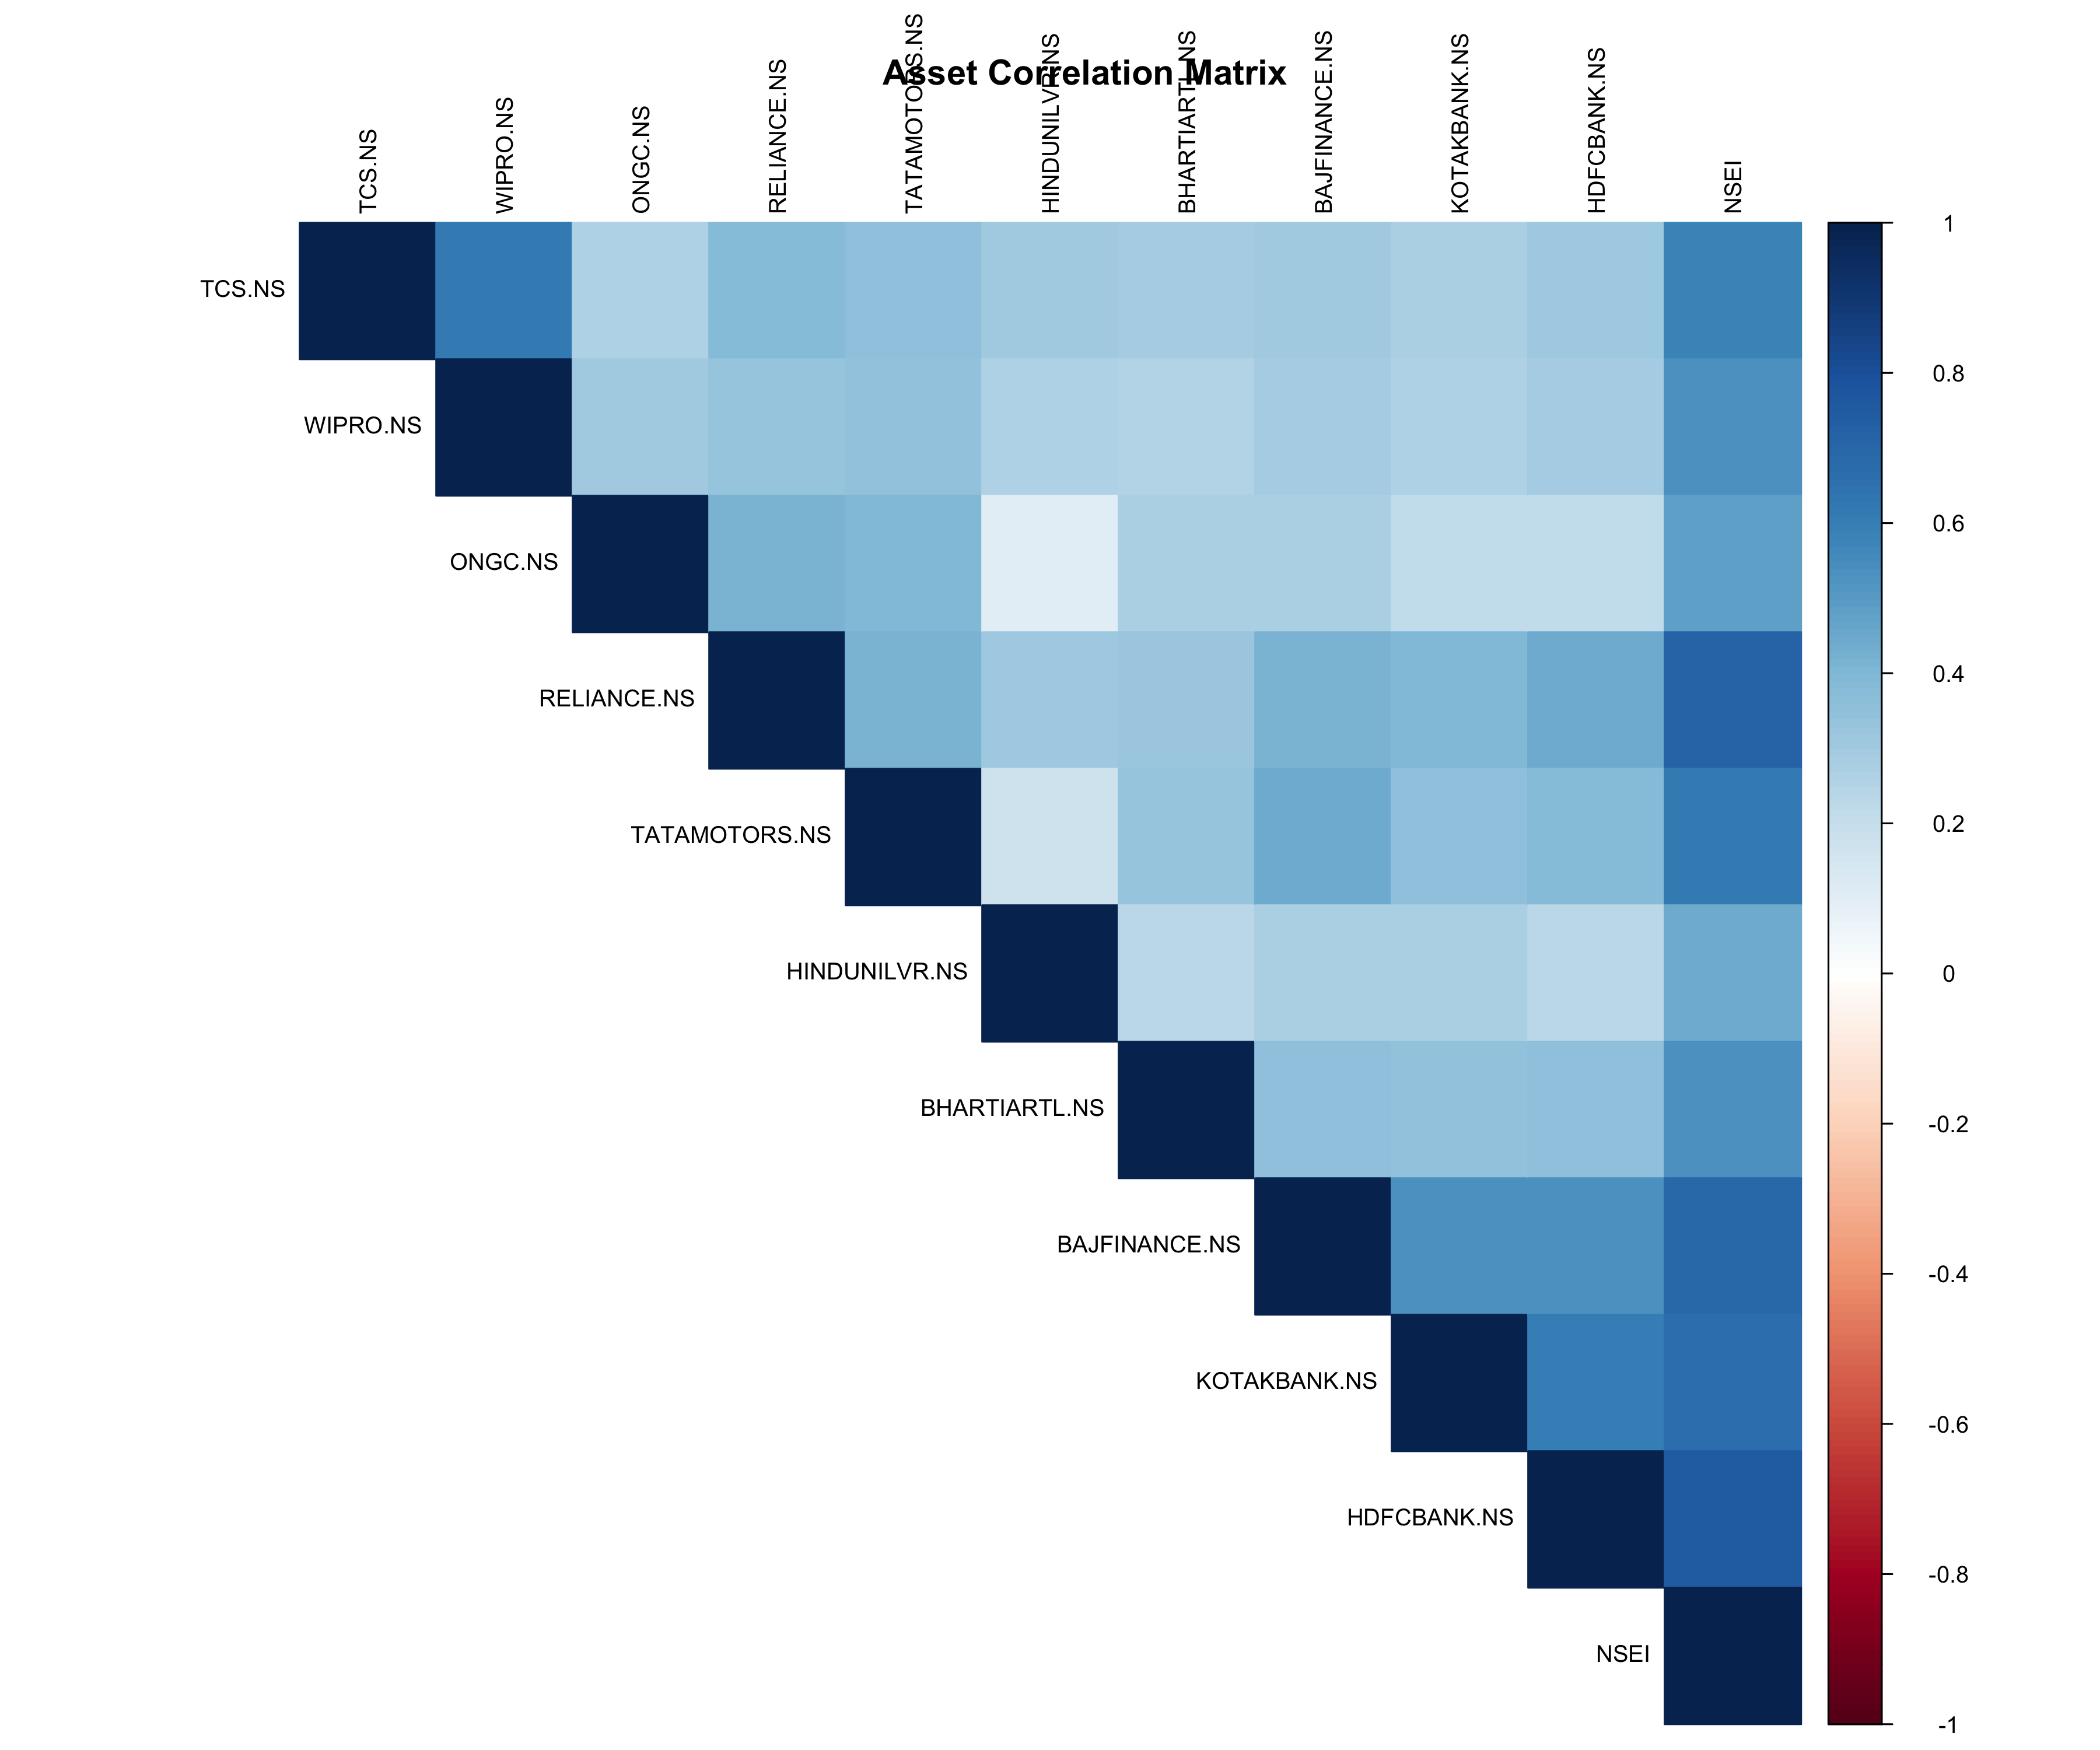 Asset Correlation Matrix
TCS.NS
WIPRO.NS
ONGC.NS
RELIANCE.NS
TATAMOTORS.NS
HINDUNILVR.NS
BHARTIARTL.NS
BAJFINANCE.NS
KOTAKBANK.NS
HDFCBANK.NS
NSEI
TCS.NS
WIPRO.NS
ONGC.NS
RELIANCE.NS
TATAMOTORS.NS
HINDUNILVR.NS
BHARTIARTL.NS
BAJFINANCE.NS
KOTAKBANK.NS
HDFCBANK.NS
NSEI
1
0.8
0.6
0.4
0.2
0
-0.2
-0.4
-0.6
-0.8
-1